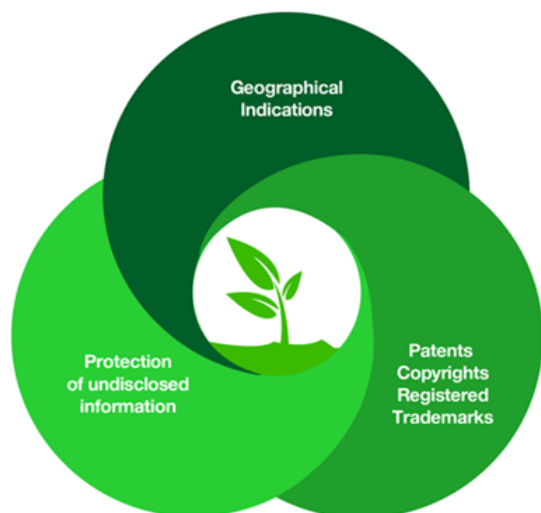 Geographical
Indications
Protection
of undisclosed
information
Patents
Copyrights
Registered
Trademarks